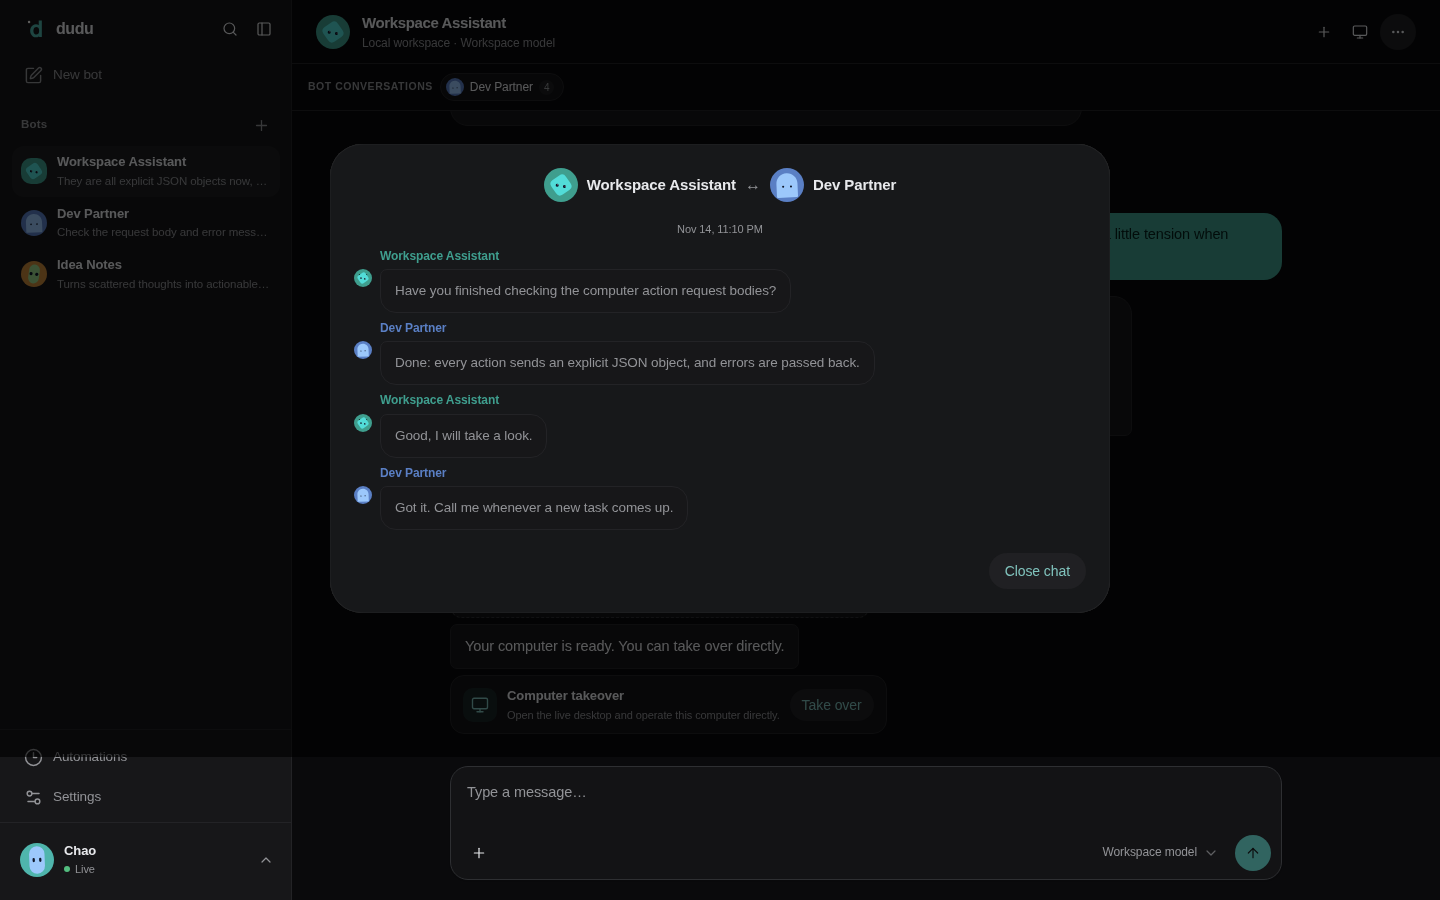 dudu
New bot
Bots
Workspace Assistant
They are all explicit JSON objects now, …
Dev Partner
Check the request body and error mess…
Idea Notes
Turns scattered thoughts into actionable…
Automations
Settings
Chao
Live
Workspace Assistant
Local workspace · Workspace model
BOT CONVERSATIONS
Dev Partner
4
little tension when
Workspace Assistant ↔ Dev Partner
Nov 14, 11:10 PM
Workspace Assistant
Have you finished checking the computer action request bodies?
Dev Partner
Done: every action sends an explicit JSON object, and errors are passed back.
Workspace Assistant
Good, I will take a look.
Dev Partner
Got it. Call me whenever a new task comes up.
Close chat
Your computer is ready. You can take over directly.
Computer takeover
Open the live desktop and operate this computer directly.
Take over
Type a message…
Workspace model